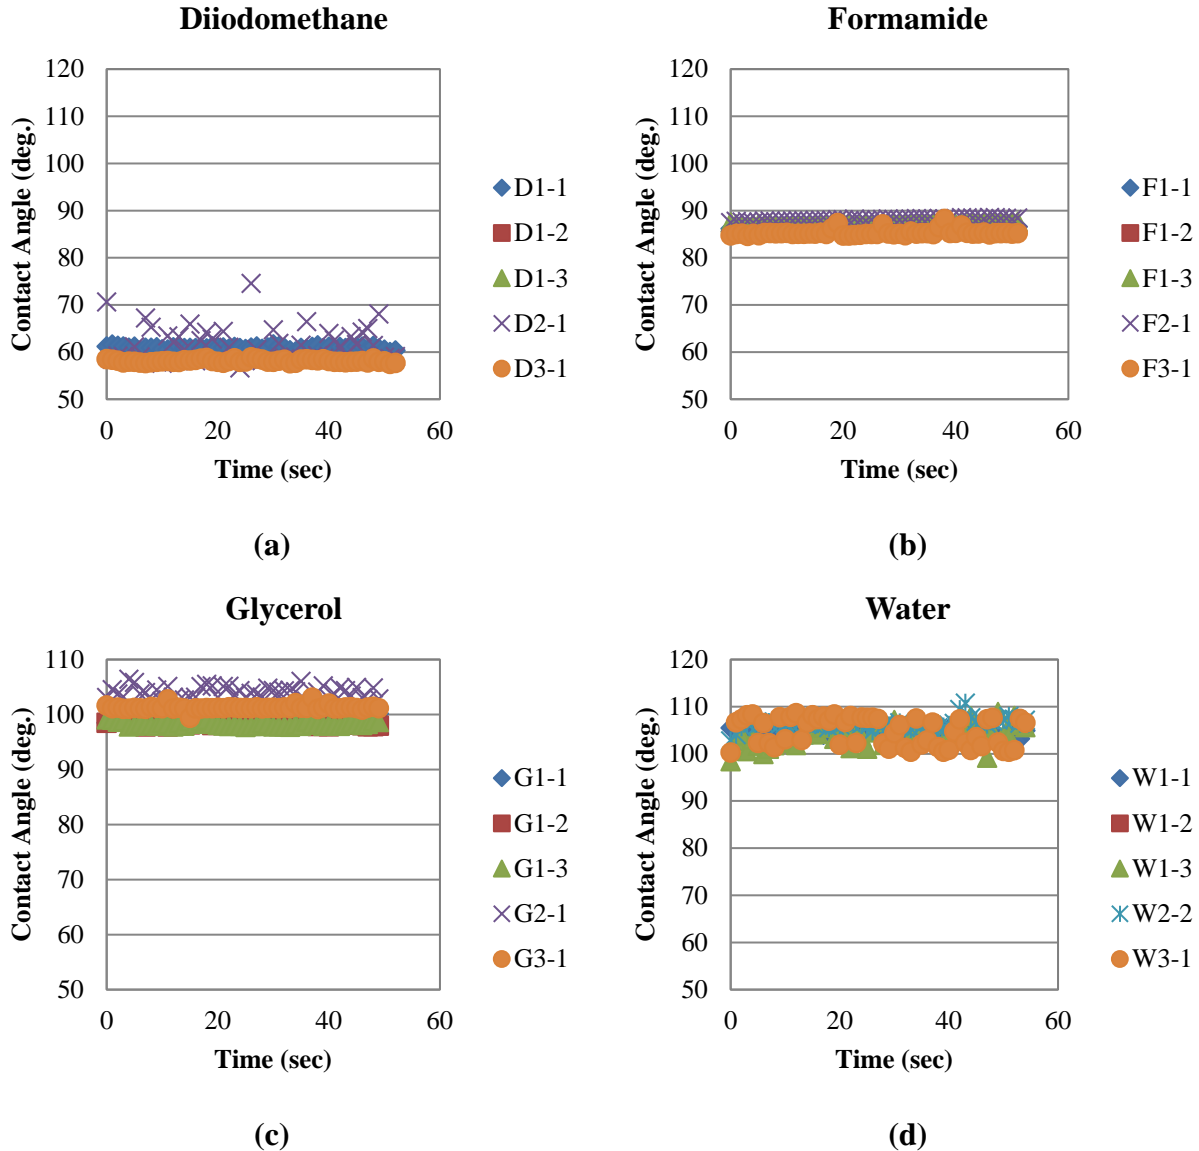 Diiodomethane
Contact Angle (deg.)
120
110
100
90
80
70
60
50
0 20 40 60
Time (sec)
D1-1
D1-2
D1-3
D2-1
D3-1
(a)
Formamide
Contact Angle (deg.)
120
110
100
90
80
70
60
50
0 20 40 60
Time (sec)
F1-1
F1-2
F1-3
F2-1
F3-1
(b)
Glycerol
Contact Angle (deg.)
110
100
90
80
70
60
50
0 20 40 60
Time (sec)
G1-1
G1-2
G1-3
G2-1
G3-1
(c)
Water
Contact Angle (deg.)
120
110
100
90
80
70
60
50
0 20 40 60
Time (sec)
W1-1
W1-2
W1-3
W2-2
W3-1
(d)